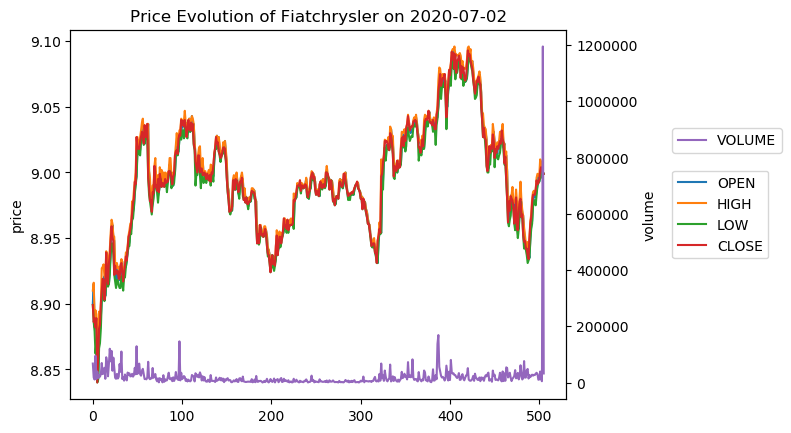 Price Evolution of Fiatchrysler on 2020-07-02
9.10
9.05
9.00
8.95
8.90
8.85
price
0
100
200
300
400
500
1200000
1000000
800000
600000
400000
200000
0
volume
VOLUME
OPEN
HIGH
LOW
CLOSE